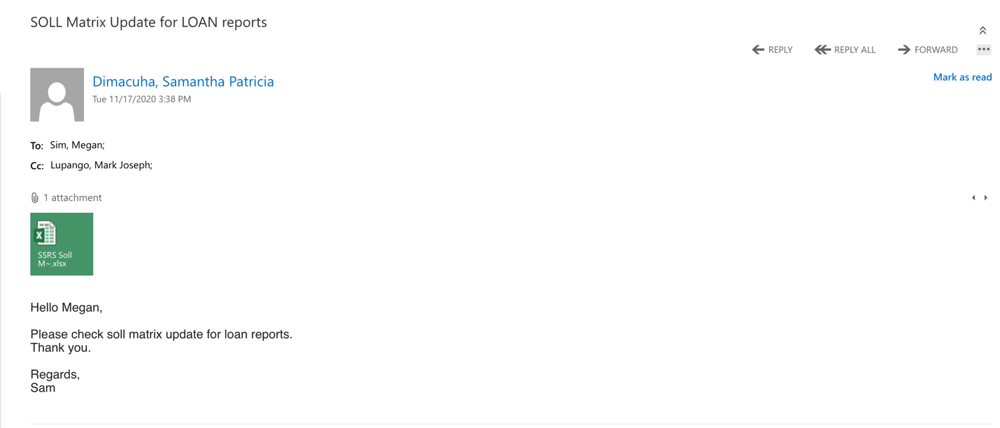 SOLL Matrix Update for LOAN reports
REPLY REPLY ALL FORWARD
Dimacuha, Samantha Patricia
Mark as read
Tue 11/17/2020 3:38 PM
To: Sim, Megan;
Cc: Lupango, Mark Joseph;
1 attachment
SSRS Soll
M~.xlsx
Hello Megan,
Please check soll matrix update for loan reports.
Thank you.
Regards,
Sam